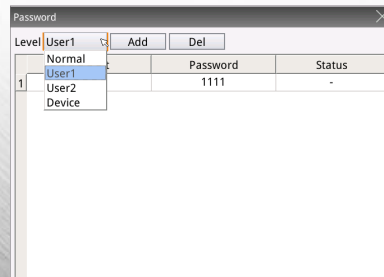 Password
Level User1 Add Del
t Password Status
Normal
User1
User2
Device
1 1111 -